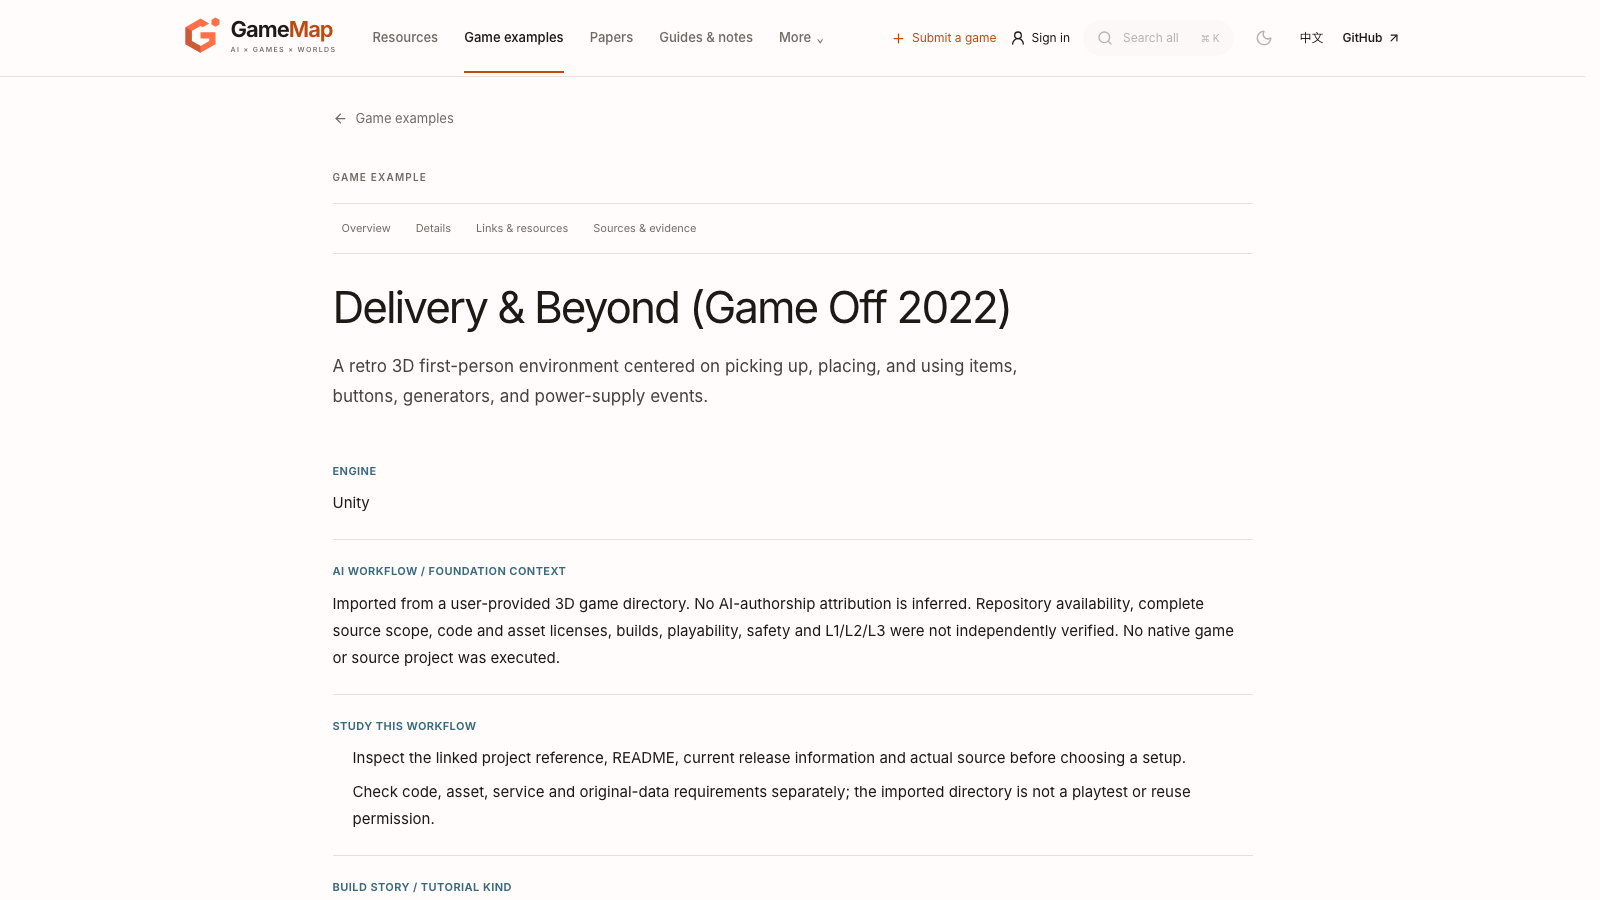 GameMap
AI × GAMES × WORLDS
Resources
Game examples
Papers
Guides & notes
More
Submit a game
Sign in
Search all
⌘ K
中文
GitHub
Game examples
GAME EXAMPLE
Overview
Details
Links & resources
Sources & evidence
Delivery & Beyond (Game Off 2022)
A retro 3D first-person environment centered on picking up, placing, and using items,
buttons, generators, and power-supply events.
ENGINE
Unity
AI WORKFLOW / FOUNDATION CONTEXT
Imported from a user-provided 3D game directory. No AI-authorship attribution is inferred. Repository availability, complete
source scope, code and asset licenses, builds, playability, safety and L1/L2/L3 were not independently verified. No native game
or source project was executed.
STUDY THIS WORKFLOW
Inspect the linked project reference, README, current release information and actual source before choosing a setup.
Check code, asset, service and original-data requirements separately; the imported directory is not a playtest or reuse
permission.
BUILD STORY / TUTORIAL KIND